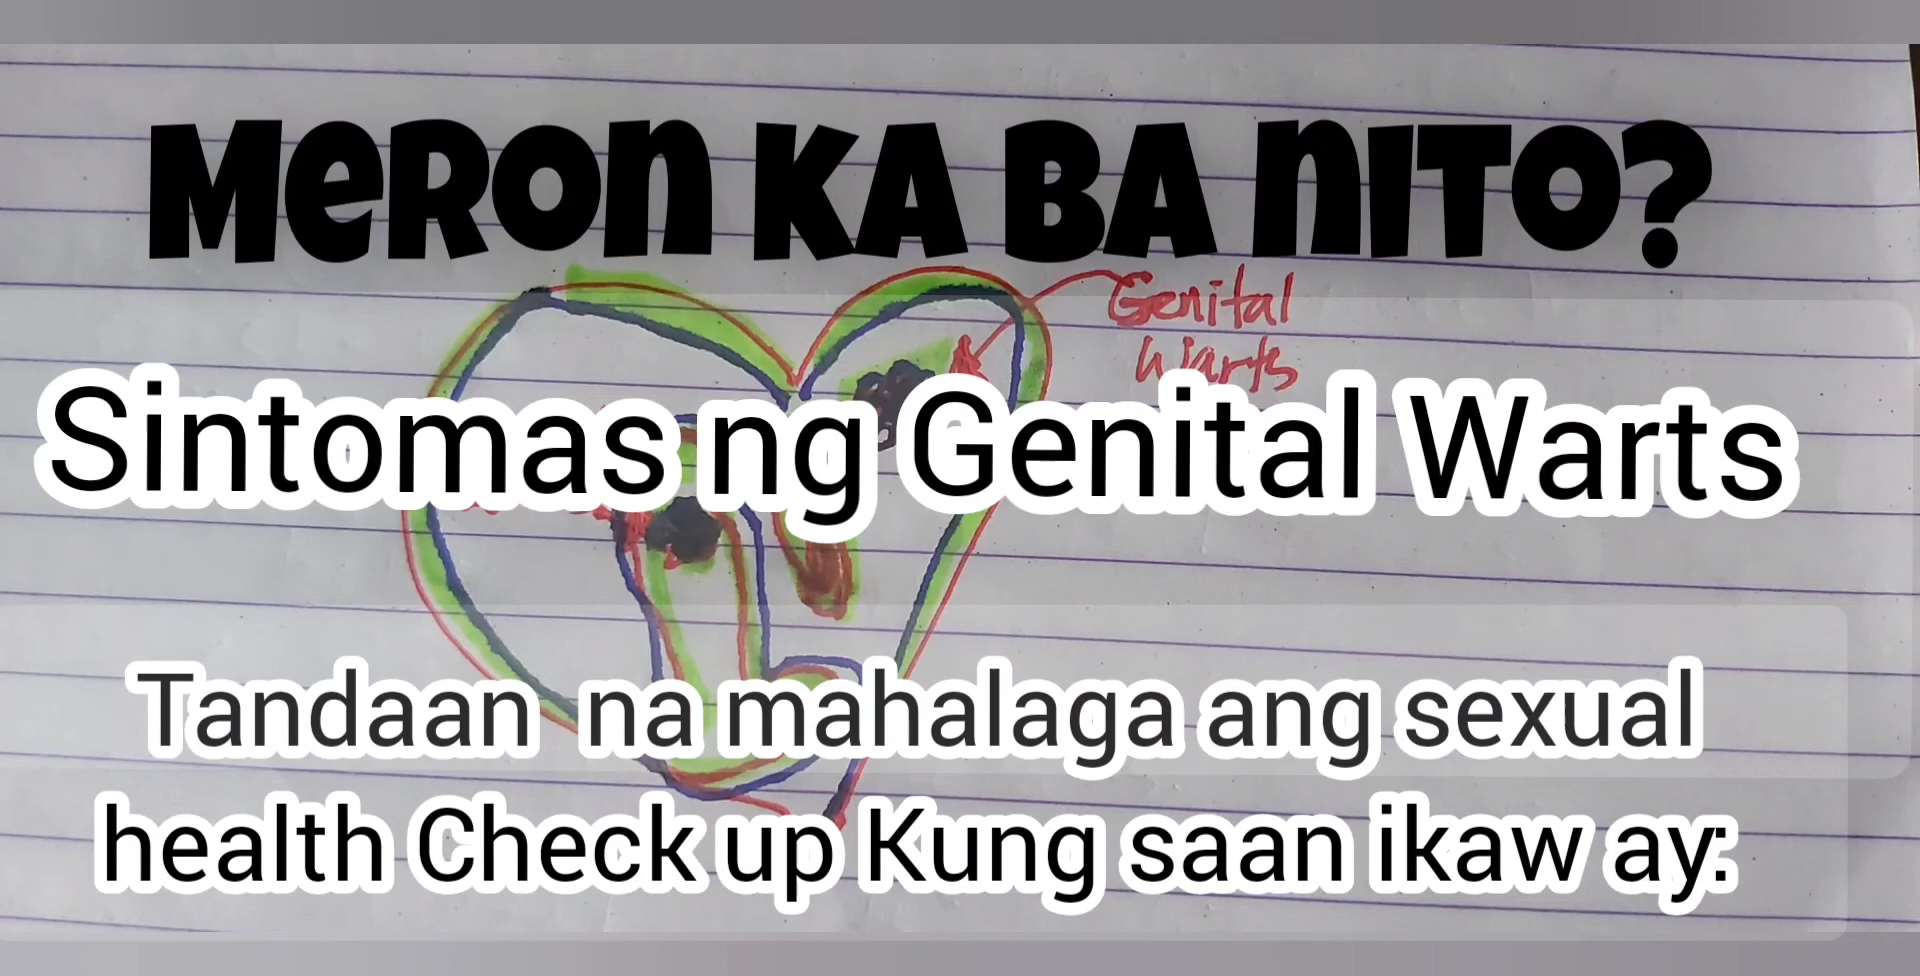 MeRon KA BA nITO?
Genital
Warts
Sintomas ng Genital Warts
Tandaan na mahalaga ang sexual
health Check up Kung saan ikaw ay: